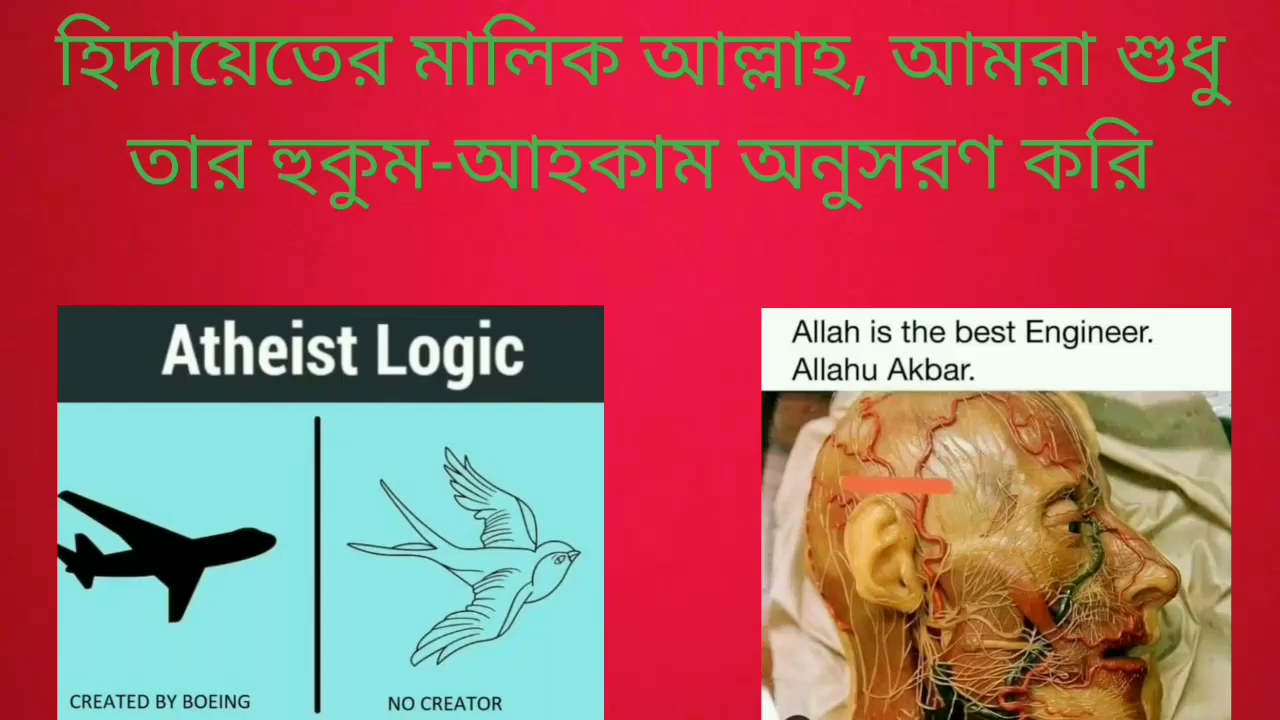 হিদায়েতের মালিক আল্লাহ, আমরা শুধু
তার হুকুম-আহকাম অনুসরণ করি
Atheist Logic
CREATED BY BOEING
NO CREATOR
Allah is the best Engineer.
Allahu Akbar.